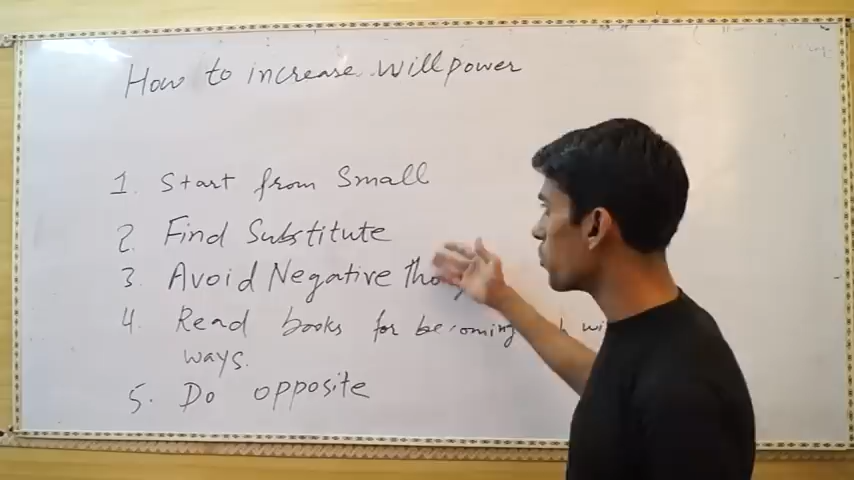 How to increase willpower
1. Start from Small
2. Find Substitute
3. Avoid Negative
4. Read books for becoming
ways.
5. Do opposite